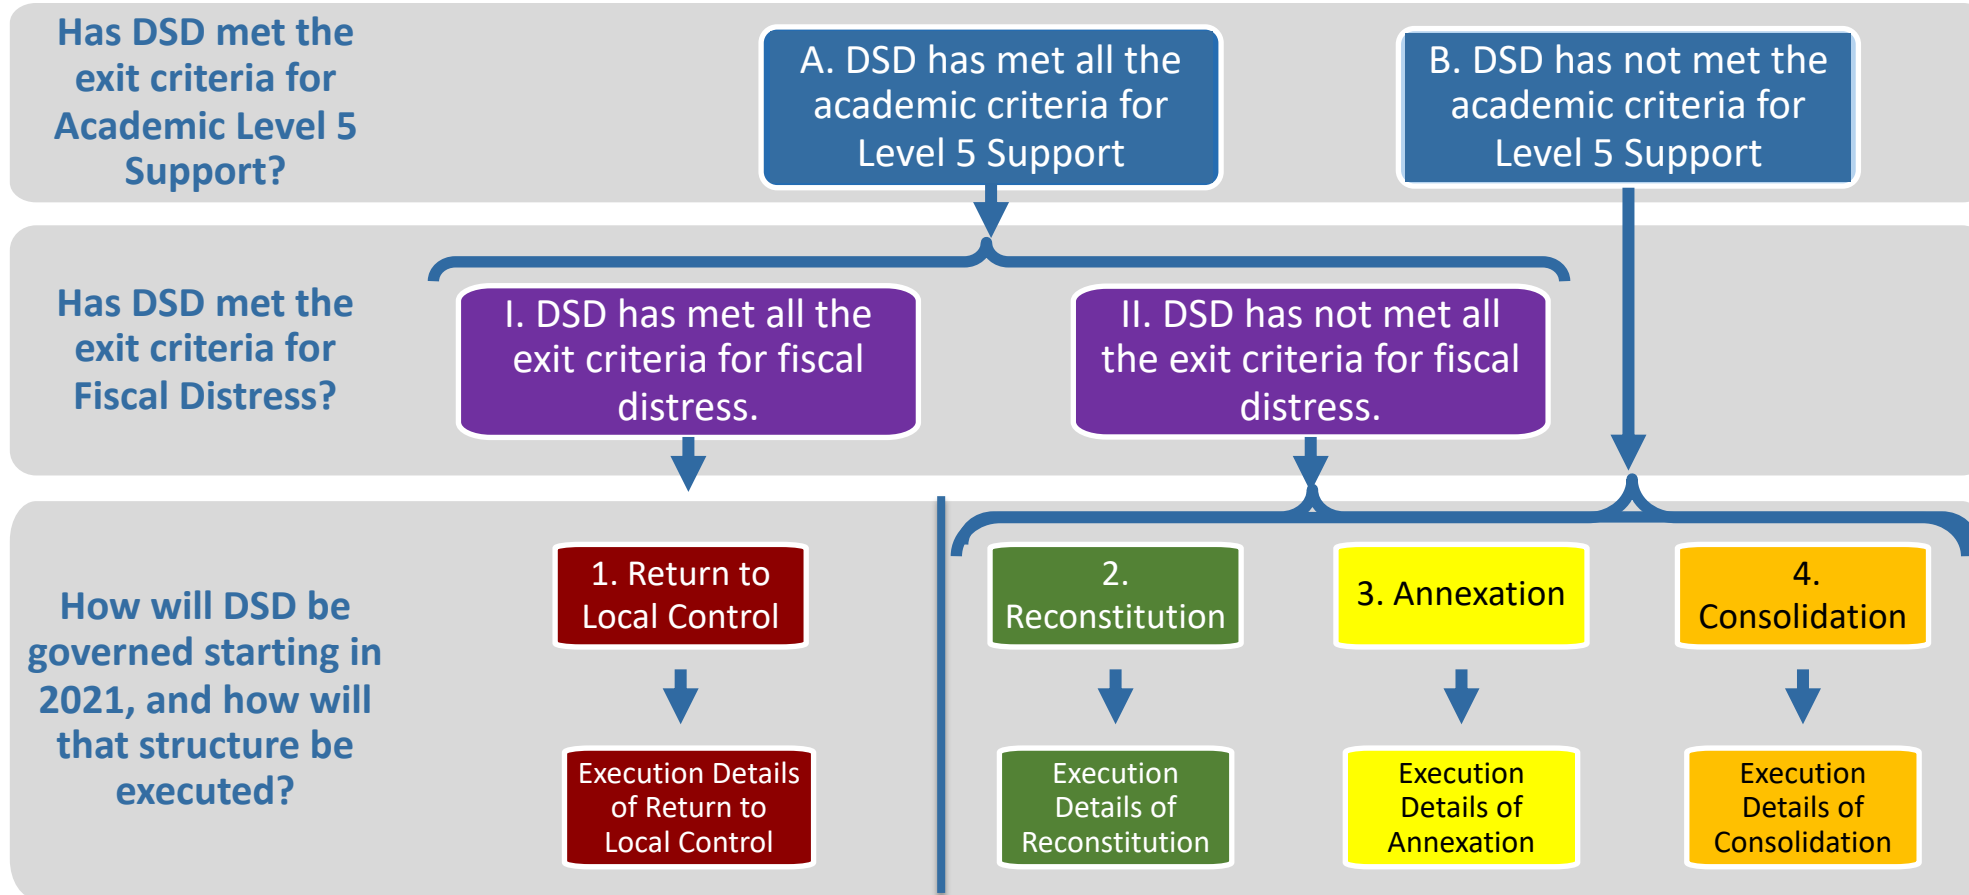 Has DSD met the
exit criteria for
Academic Level 5
Support?
A. DSD has met all the
academic criteria for
Level 5 Support
B. DSD has not met the
academic criteria for
Level 5 Support
Has DSD met the
exit criteria for
Fiscal Distress?
I. DSD has met all the
exit criteria for fiscal
distress.
II. DSD has not met all
the exit criteria for fiscal
distress.
How will DSD be
governed starting in
2021, and how will
that structure be
executed?
1. Return to
Local Control
2.
Reconstitution
3. Annexation
4.
Consolidation
Execution Details
of Return to
Local Control
Execution
Details of
Reconstitution
Execution
Details of
Annexation
Execution
Details of
Consolidation